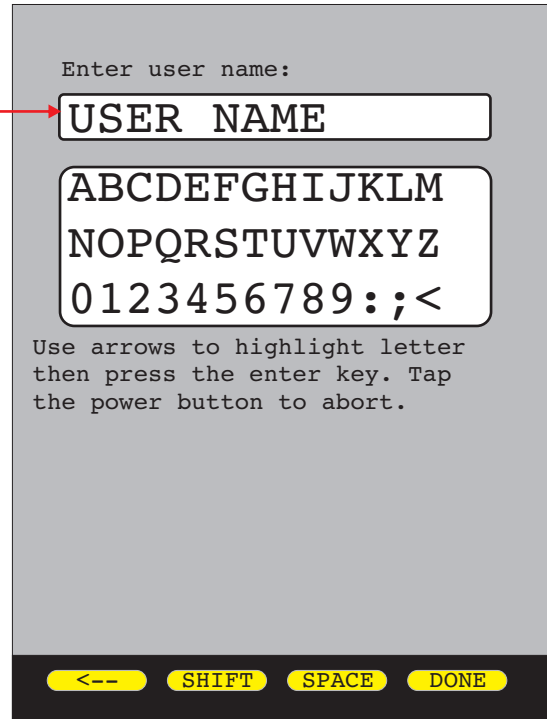 Enter user name:
USER NAME
ABCDEFGHIJKLM
NOPQRSTUVWXYZ
0123456789:;<
Use arrows to highlight letter
then press the enter key. Tap
the power button to abort.
<-- SHIFT SPACE DONE